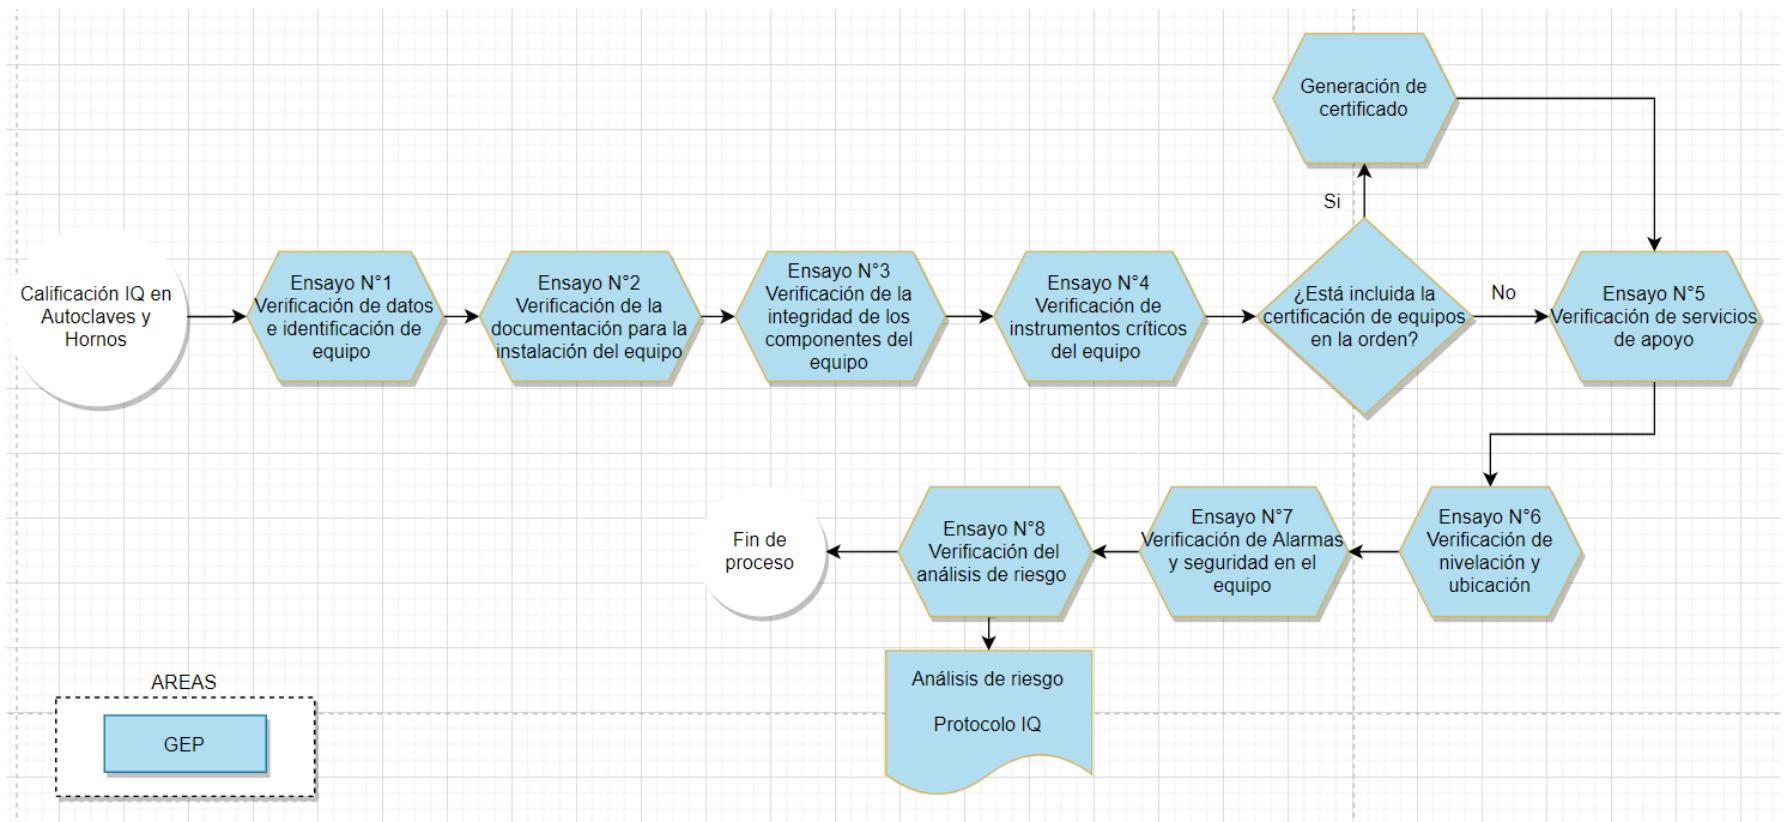 Generación de
certificado
Si
Calificación IQ en
Autoclaves y
Hornos
Ensayo N°1
Verificación de datos
e identificación de
equipo
Ensayo N°2
Verificación de la
documentación para la
instalación del equipo
Ensayo N°3
Verificación de la
integridad de los
componentes del
equipo
Ensayo N°4
Verificación de
instrumentos críticos
del equipo
¿Está incluida la
certificación de equipos
en la orden?
No
Ensayo N°5
Verificación de servicios
de apoyo
Ensayo N°6
Verificación de
nivelación y
ubicación
Ensayo N°7
Verificación de Alarmas
y seguridad en el
equipo
Ensayo N°8
Verificación del
análisis de riesgo
Fin de
proceso
Análisis de riesgo
Protocolo IQ
AREAS
GEP